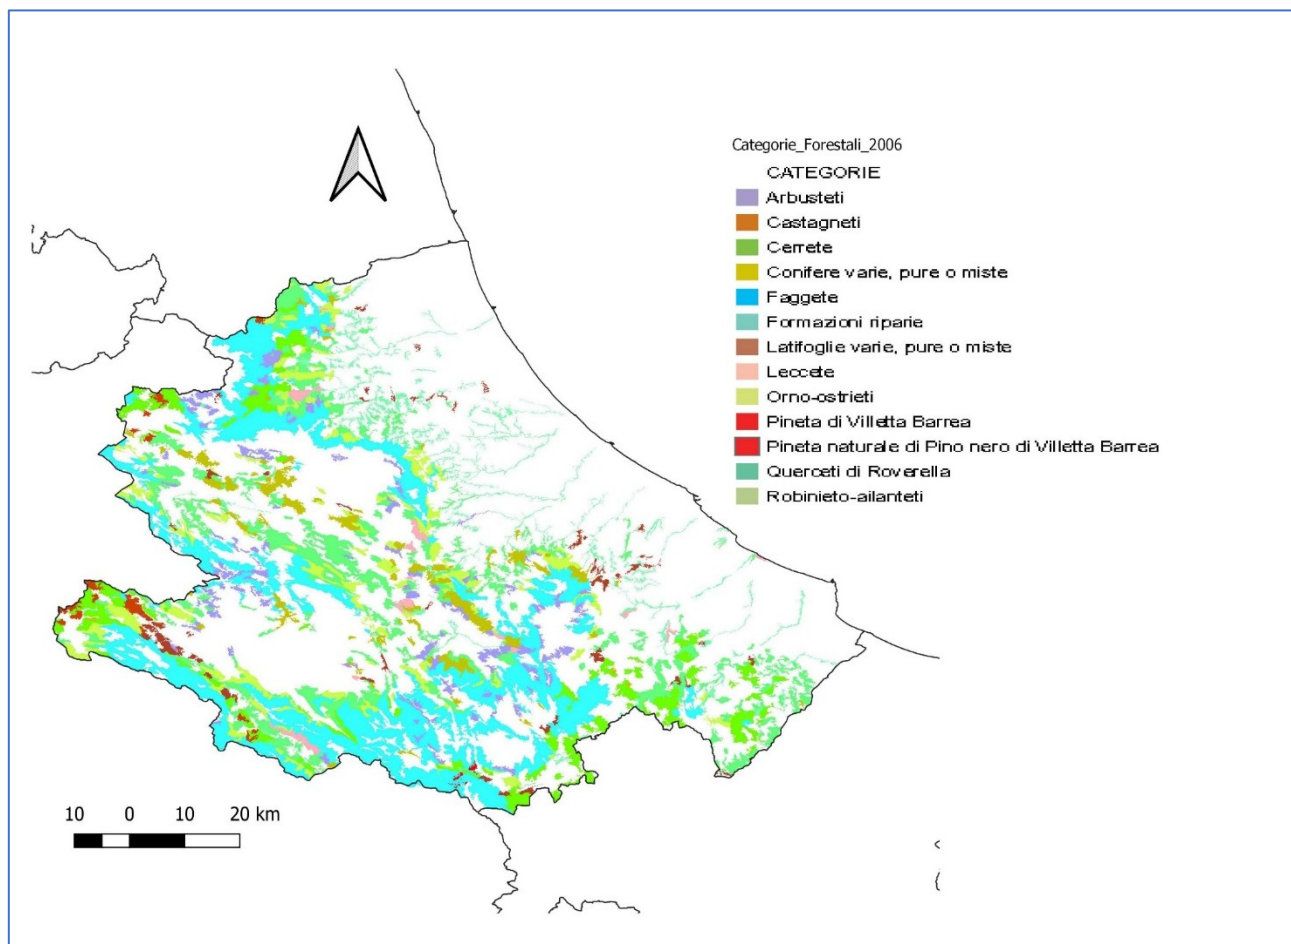 Categorie_Forestali_2006
CATEGORIE
Arbusteti
Castagneti
Cerrete
Conifere varie, pure o miste
Faggete
Formazioni riparie
Latifoglie varie, pure o miste
Leccete
Orno-ostrieti
Pineta di Villetta Barrea
Pineta naturale di Pino nero di Villetta Barrea
Querceti di Roverella
Robinieto-ailanteti
10 0 10 20 km